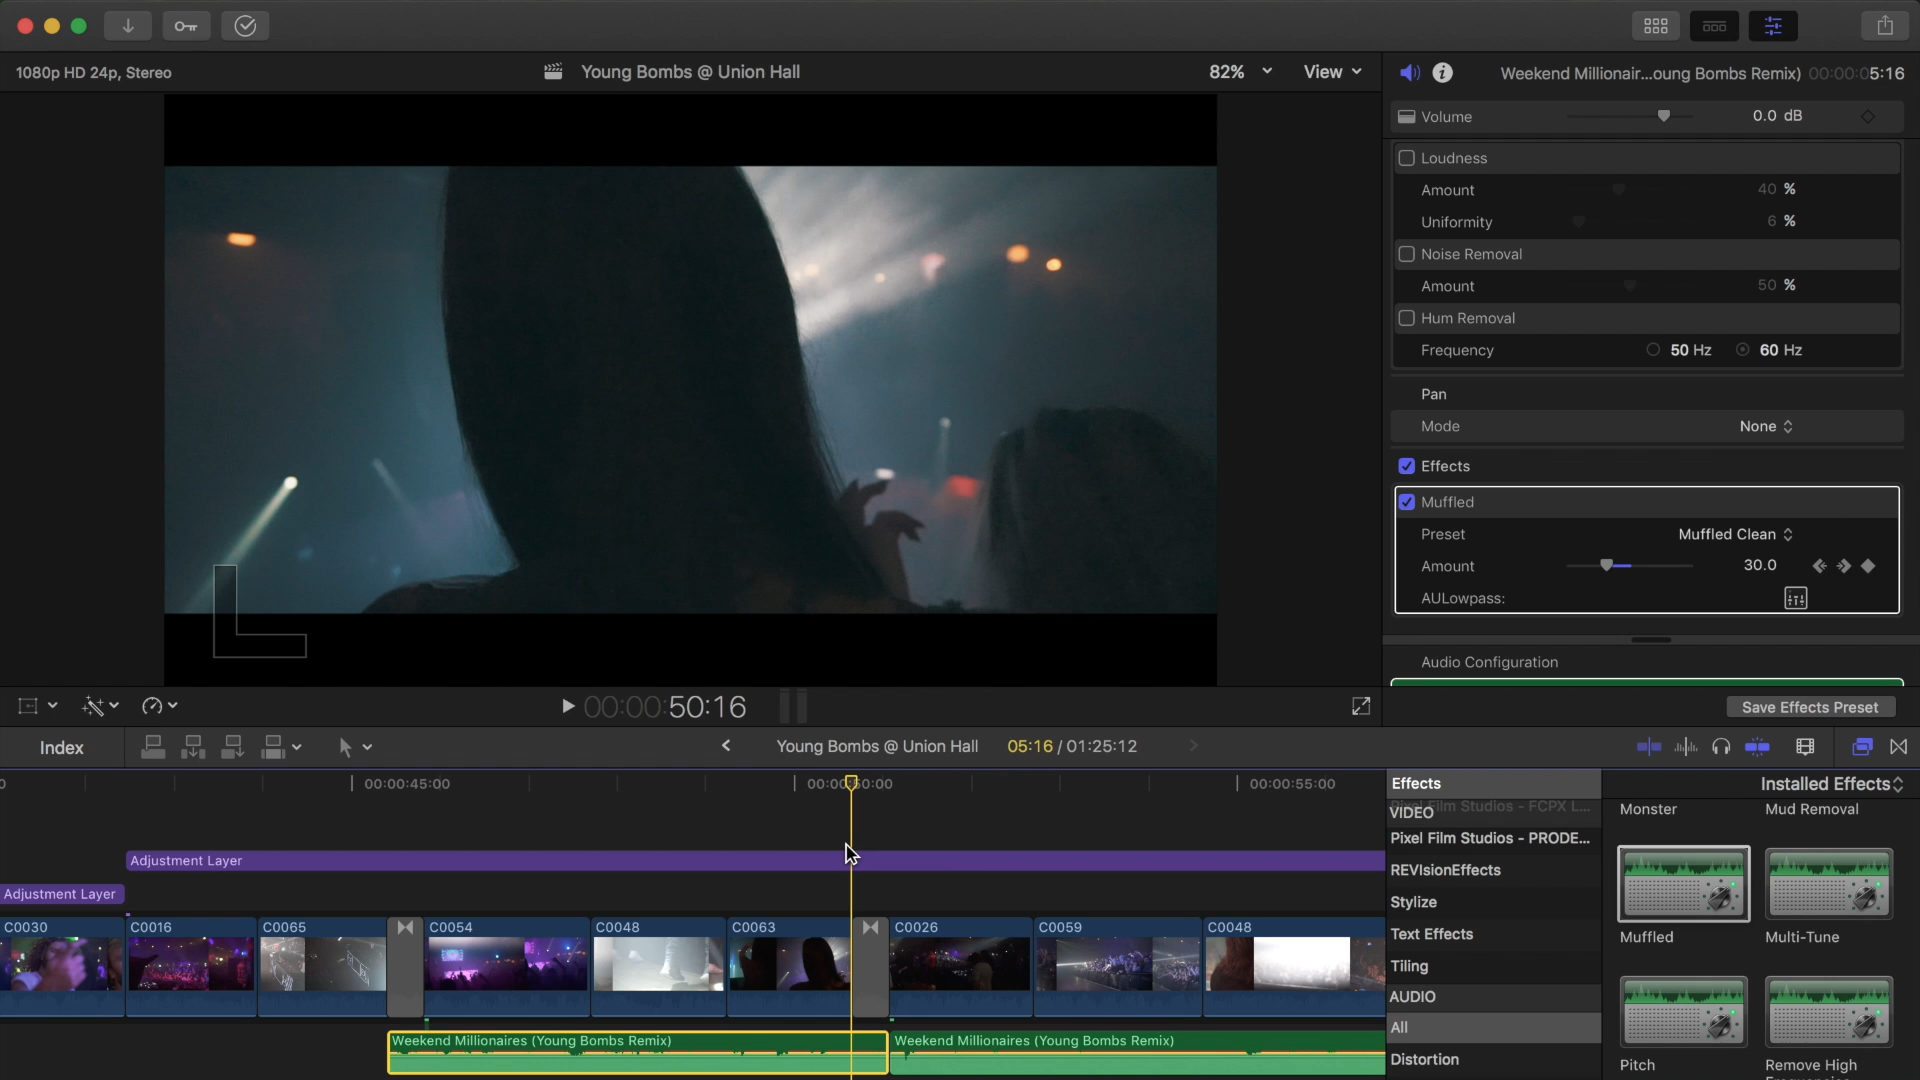 1080p HD 24p, Stereo
Young Bombs @ Union Hall
82%
View
Weekend Millionair...oung Bombs Remix)
00:00:05:16
Volume
0.0 dB
Loudness
Amount
40 %
Uniformity
6 %
Noise Removal
Amount
50 %
Hum Removal
Frequency
50 Hz
60 Hz
Pan
Mode
None
Effects
Muffled
Preset
Muffled Clean
Amount
30.0
AULowpass:
Audio Configuration
Save Effects Preset
00:00:50:16
Index
Young Bombs @ Union Hall
05:16 / 01:25:12
00:00:45:00
00:00:50:00
00:00:55:00
Adjustment Layer
Adjustment Layer
C0030
C0016
C0065
C0054
C0048
C0063
C0026
C0059
C0048
Weekend Millionaires (Young Bombs Remix)
Weekend Millionaires (Young Bombs Remix)
Effects
Pixel Film Studios - FCPX L...
VIDEO
Pixel Film Studios - PRODE...
REVIsionEffects
Stylize
Text Effects
Tiling
AUDIO
All
Distortion
Installed Effects
Monster
Mud Removal
Muffled
Multi-Tune
Pitch
Remove High